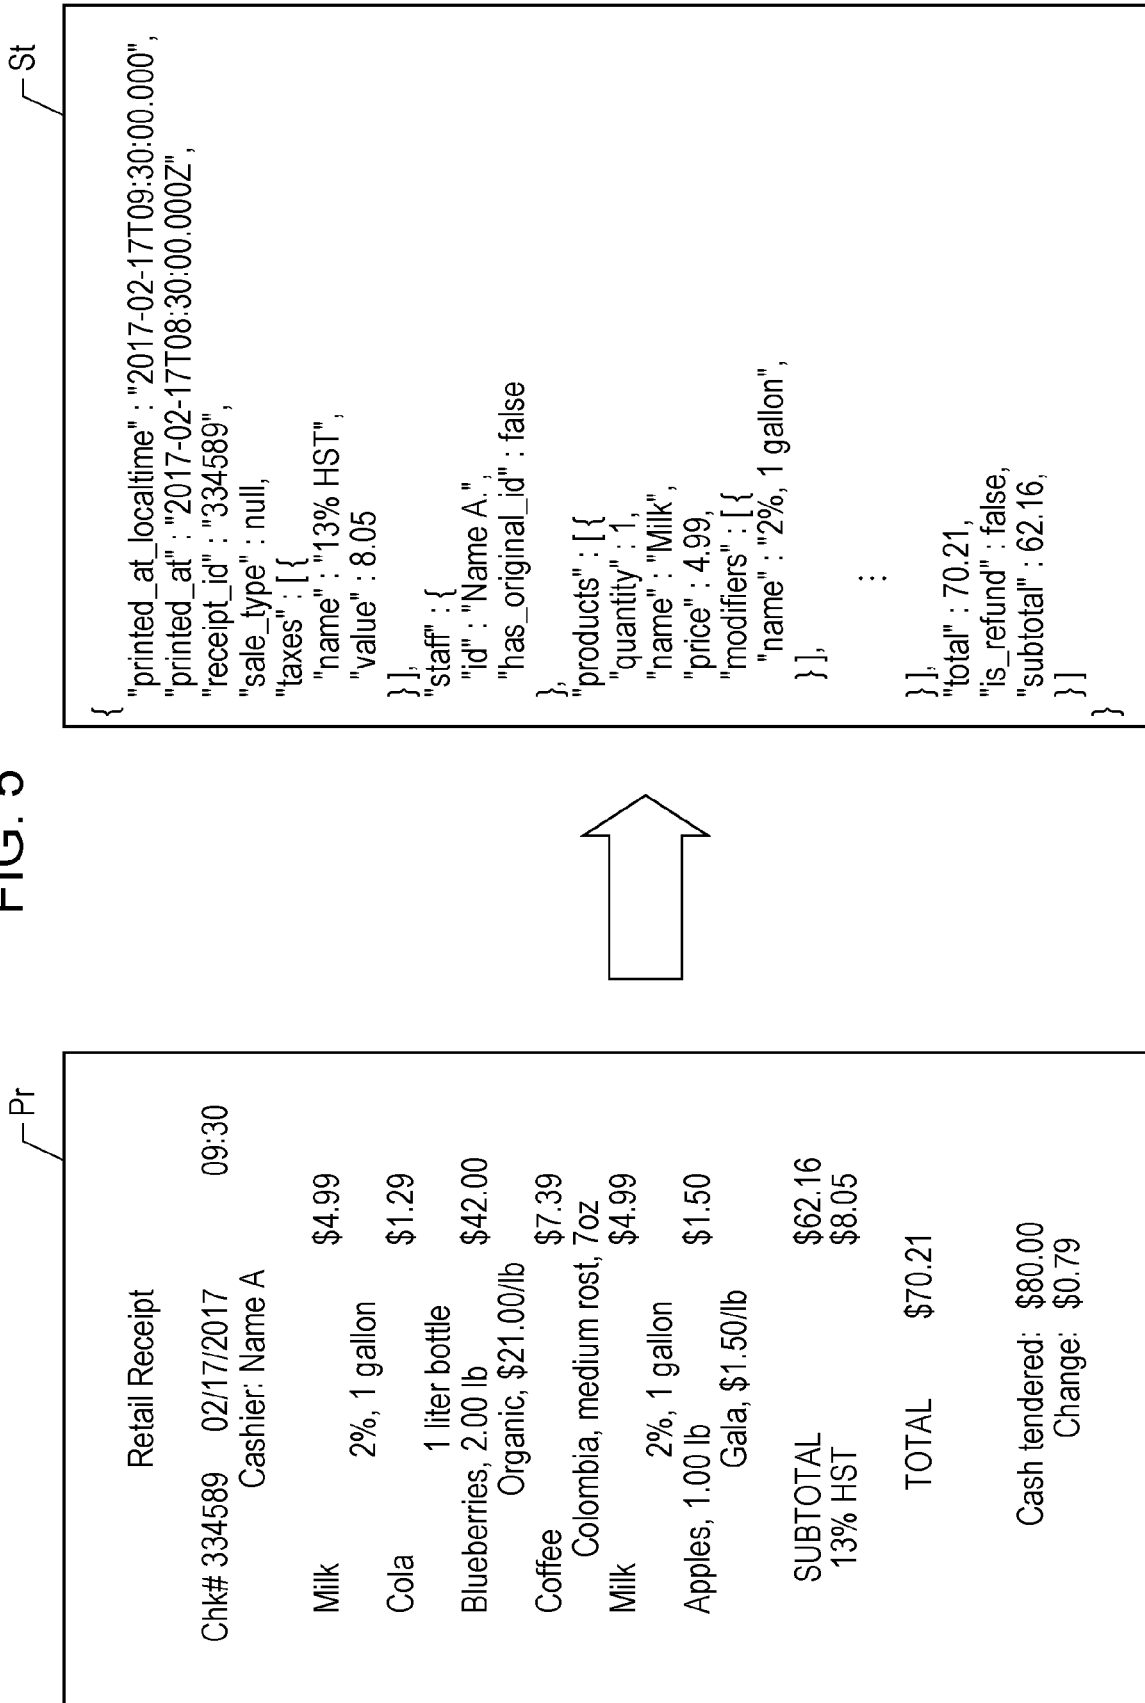 FIG. 5
Pr
Retail Receipt
Chk# 334589 02/17/2017 09:30
Cashier: Name A
Milk $4.99
2%, 1 gallon
Cola $1.29
1 liter bottle
Blueberries, 2.00 lb $42.00
Organic, $21.00/lb
Coffee $7.39
Colombia, medium rost, 7oz
Milk $4.99
2%, 1 gallon
Apples, 1.00 lb $1.50
Gala, $1.50/lb
SUBTOTAL $62.16
13% HST $8.05
TOTAL $70.21
Cash tendered: $80.00
Change: $0.79
St
{
"printed_at_localtime" : "2017-02-17T09:30:00.000",
"printed_at" : "2017-02-17T08:30:00.000Z",
"receipt_id" : "334589",
"sale_type" : null,
"taxes" : [ {
"name" : "13% HST",
"value" : 8.05
} ],
"staff" : {
"id" : "Name A.",
"has_original_id" : false
},
"products" : [ {
"quantity" : 1,
"name" : "Milk",
"price" : 4.99,
"modifiers" : [ {
"name" : "2%, 1 gallon",
} ],
⋮
} ],
"total" : 70.21,
"is_refund" : false,
"subtotal" : 62.16,
} ]
}